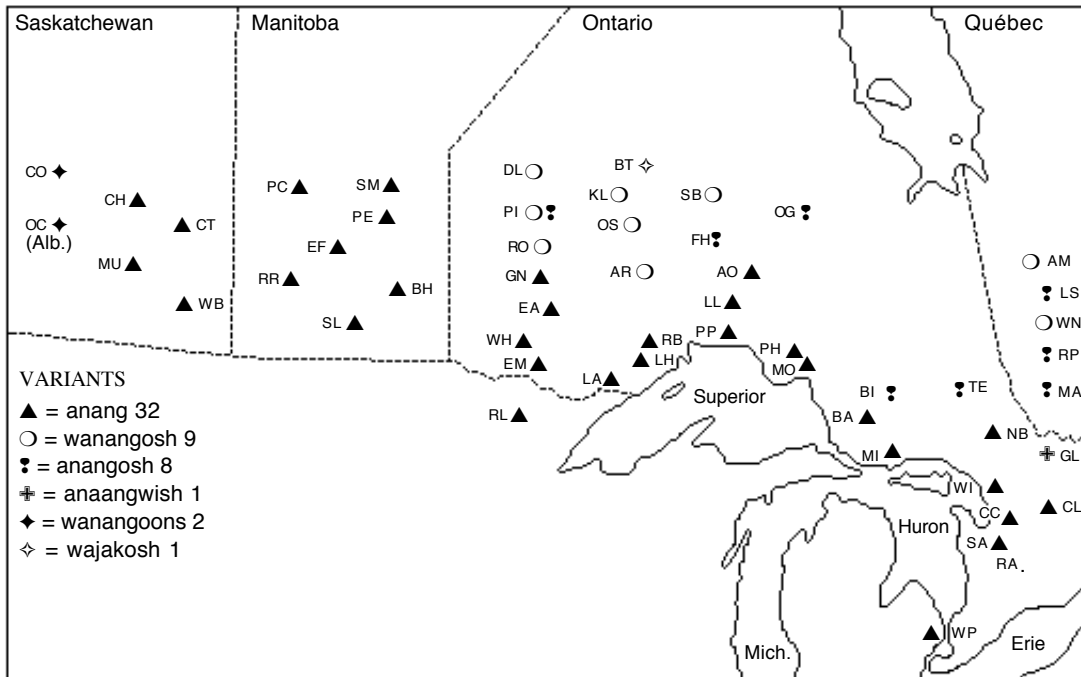 Saskatchewan Manitoba Ontario Québec
CO
DL
BT
PC
SM
KL
SB
CH
OC
(Alb.)
CT
PE
PI
OS
OG
EF
RO
FH
MU
RR
BH
GN
AR
AO
AM
WB
SL
EA
LL
LS
WH
RB
PP
WN
EM
LH
PH
RP
LA
MO
Superior
BI
TE
MA
RL
BA
NB
MI
GL
WI
CC
CL
Huron
SA
RA.
WP
Mich.
Erie
VARIANTS
▲ = anang 32
❍ = wanangosh 9
❢ = anangosh 8
✙ = anaangwish 1
✦ = wanangoons 2
✧ = wajakosh 1